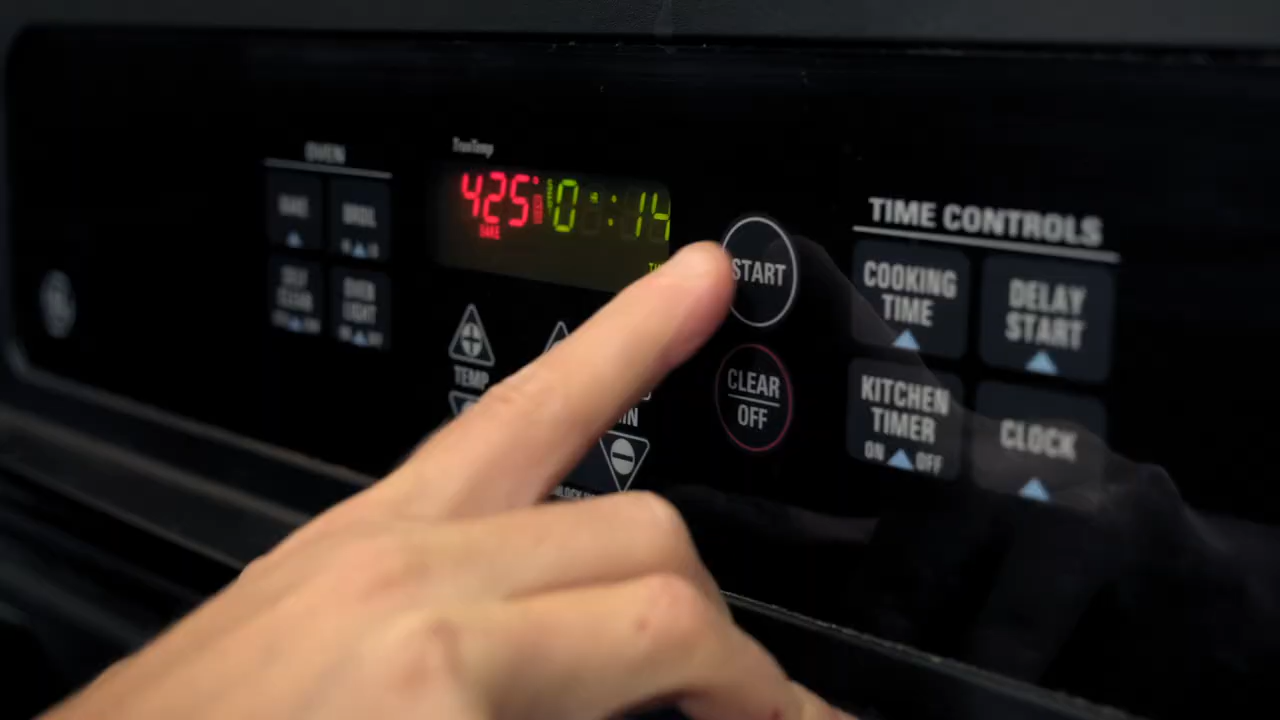 TrueTemp
OVEN
BAKE
BROIL
SELF
CLEAN
OVEN
LIGHT
425
BAKE
0:14
TEMP
START
CLEAR
OFF
TIME CONTROLS
COOKING
TIME
DELAY
START
KITCHEN
TIMER
ON OFF
CLOCK